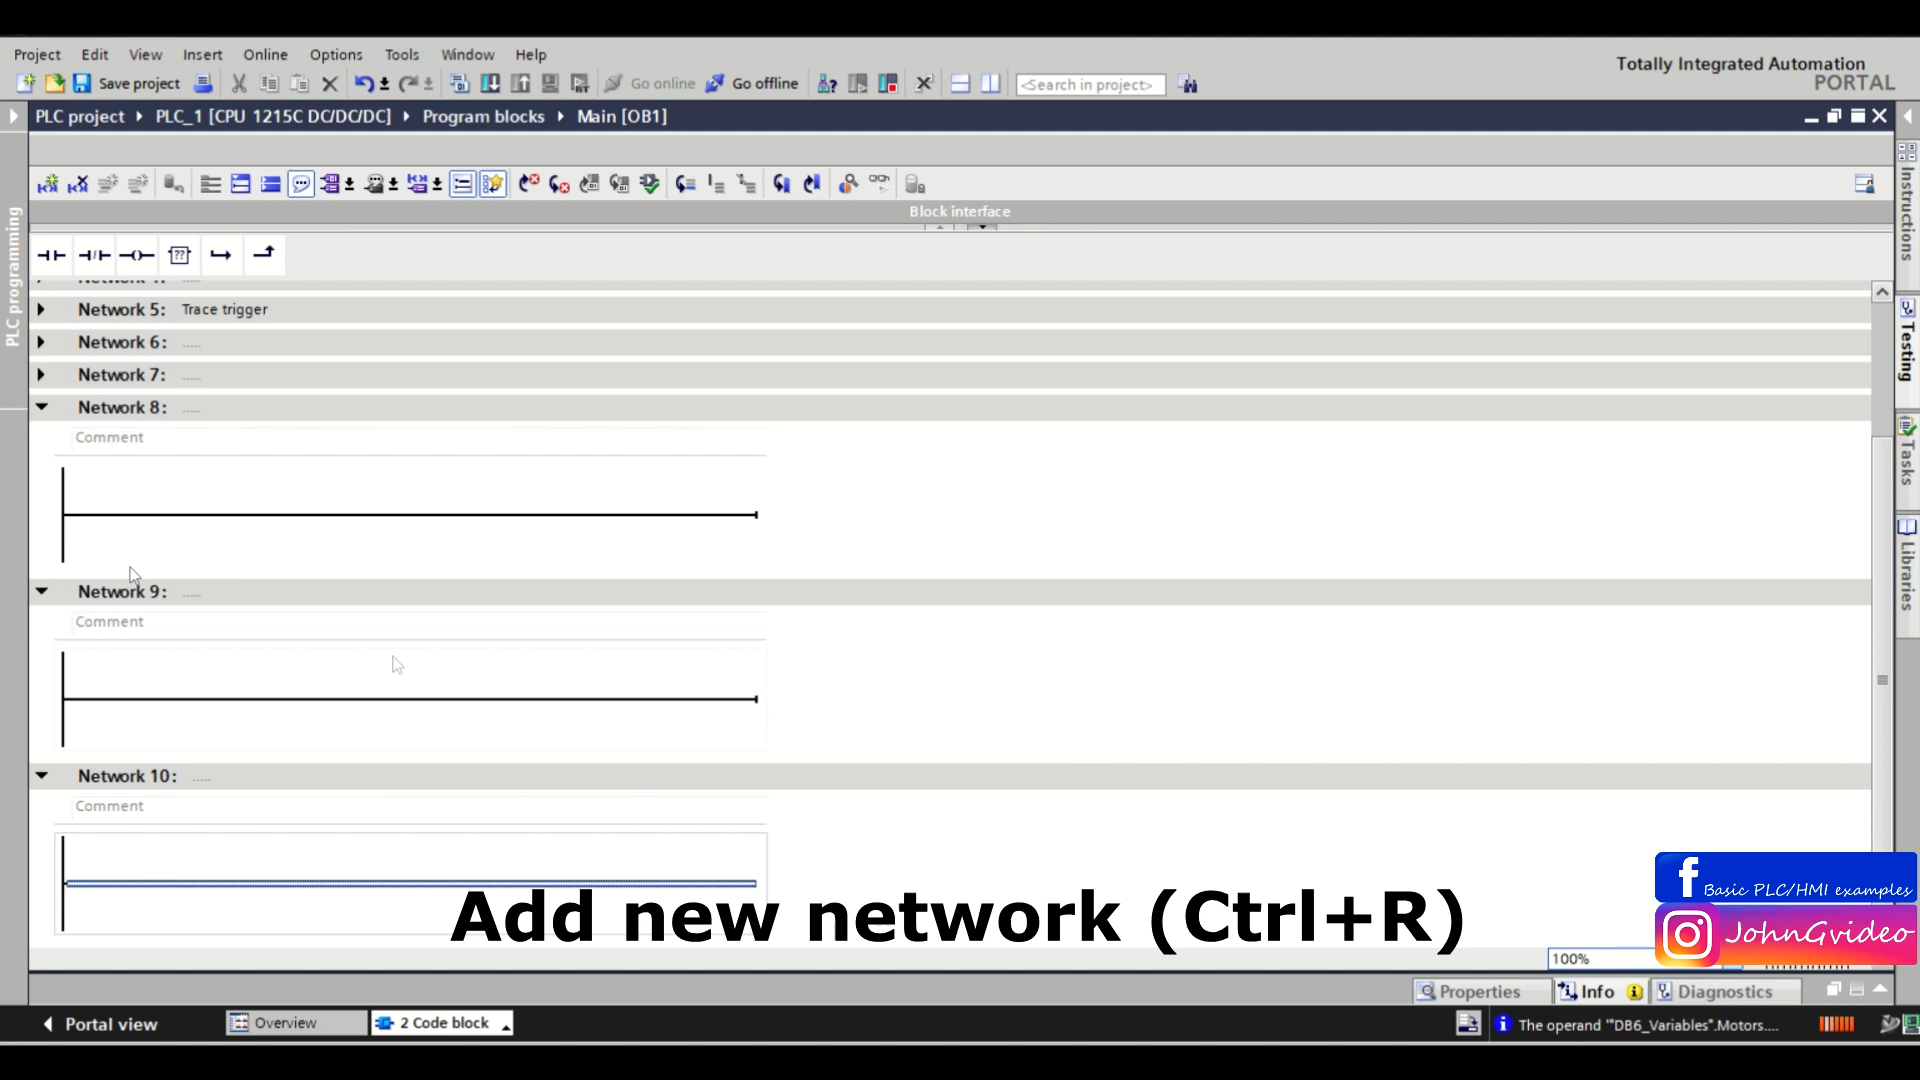 Project Edit View Insert Online Options Tools Window Help
Totally Integrated Automation
PORTAL
Save project Go online Go offline <Search in project>
PLC project PLC_1 [CPU 1215C DC/DC/DC] Program blocks Main [OB1]
Block interface
PLC programming
Instructions
Testing
Tasks
Libraries
Network 5: Trace trigger
Network 6: .....
Network 7: .....
Network 8: .....
Comment
Network 9: .....
Comment
Network 10: .....
Comment
Add new network (Ctrl+R)
Basic PLC/HMI examples
JohnGvideo
100%
Properties Info Diagnostics
Portal view Overview 2 Code block The operand '"DB6_Variables".Motors....